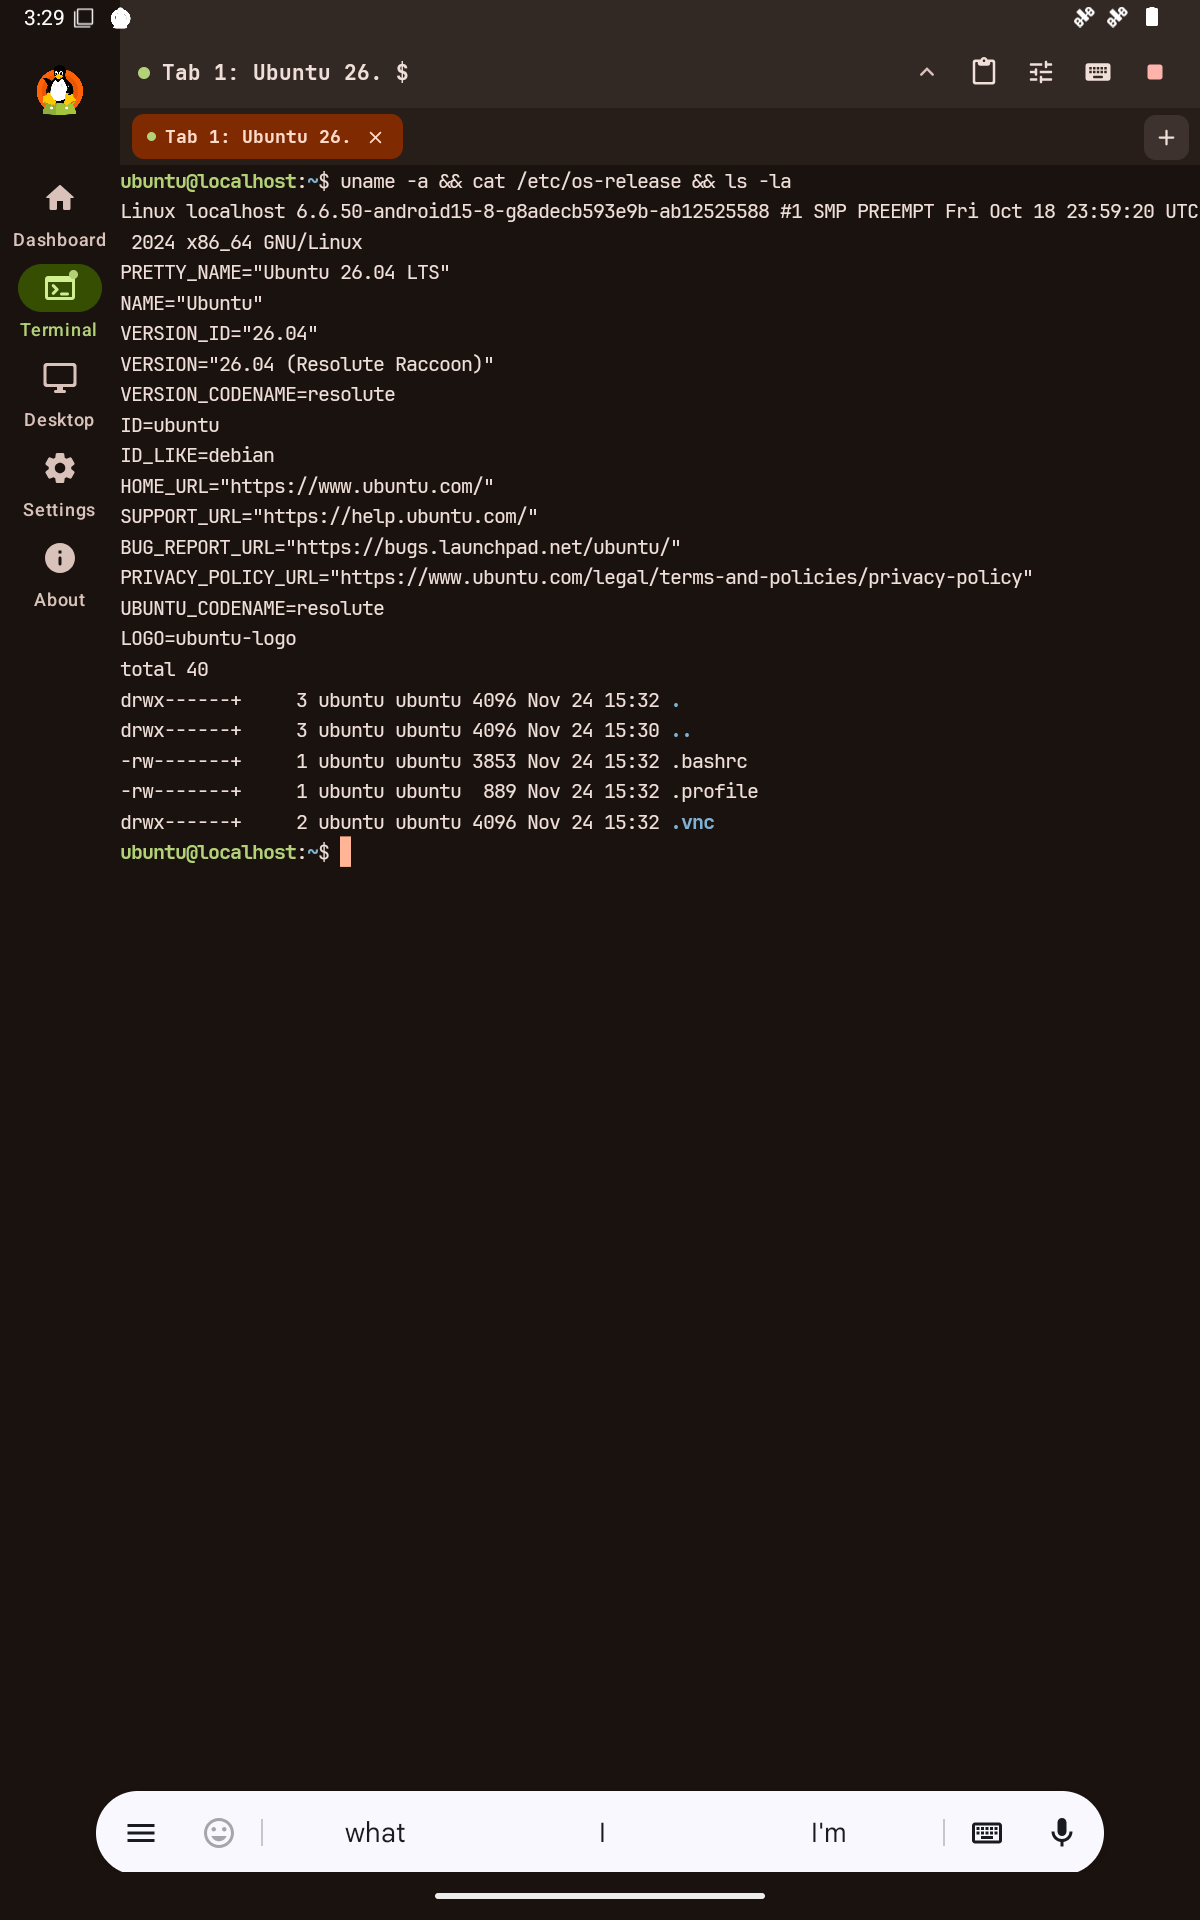 3:29
Tab 1: Ubuntu 26. $
Tab 1: Ubuntu 26.
Dashboard
Terminal
Desktop
Settings
About
ubuntu@localhost:~$ uname -a && cat /etc/os-release && ls -la
Linux localhost 6.6.50-android15-8-g8adecb593e9b-ab12525588 #1 SMP PREEMPT Fri Oct 18 23:59:20 UTC
 2024 x86_64 GNU/Linux
PRETTY_NAME="Ubuntu 26.04 LTS"
NAME="Ubuntu"
VERSION_ID="26.04"
VERSION="26.04 (Resolute Raccoon)"
VERSION_CODENAME=resolute
ID=ubuntu
ID_LIKE=debian
HOME_URL="https://www.ubuntu.com/"
SUPPORT_URL="https://help.ubuntu.com/"
BUG_REPORT_URL="https://bugs.launchpad.net/ubuntu/"
PRIVACY_POLICY_URL="https://www.ubuntu.com/legal/terms-and-policies/privacy-policy"
UBUNTU_CODENAME=resolute
LOGO=ubuntu-logo
total 40
drwx------+     3 ubuntu ubuntu 4096 Nov 24 15:32 .
drwx------+     3 ubuntu ubuntu 4096 Nov 24 15:30 ..
-rw-------+     1 ubuntu ubuntu 3853 Nov 24 15:32 .bashrc
-rw-------+     1 ubuntu ubuntu  889 Nov 24 15:32 .profile
drwx------+     2 ubuntu ubuntu 4096 Nov 24 15:32 .vnc
ubuntu@localhost:~$
what I I'm